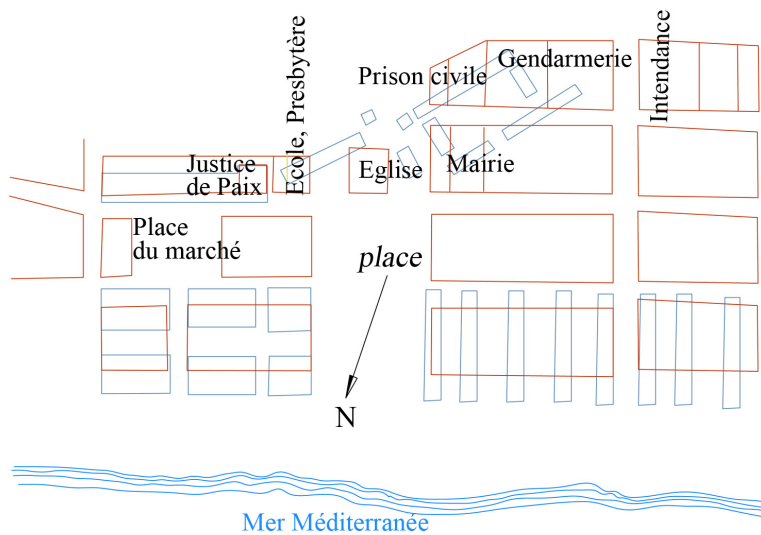 Ecole, Presbytère
Prison civile
Gendarmerie
Intendance
Justice
de Paix
Eglise
Mairie
Place
du marché
place
N
Mer Méditerranée